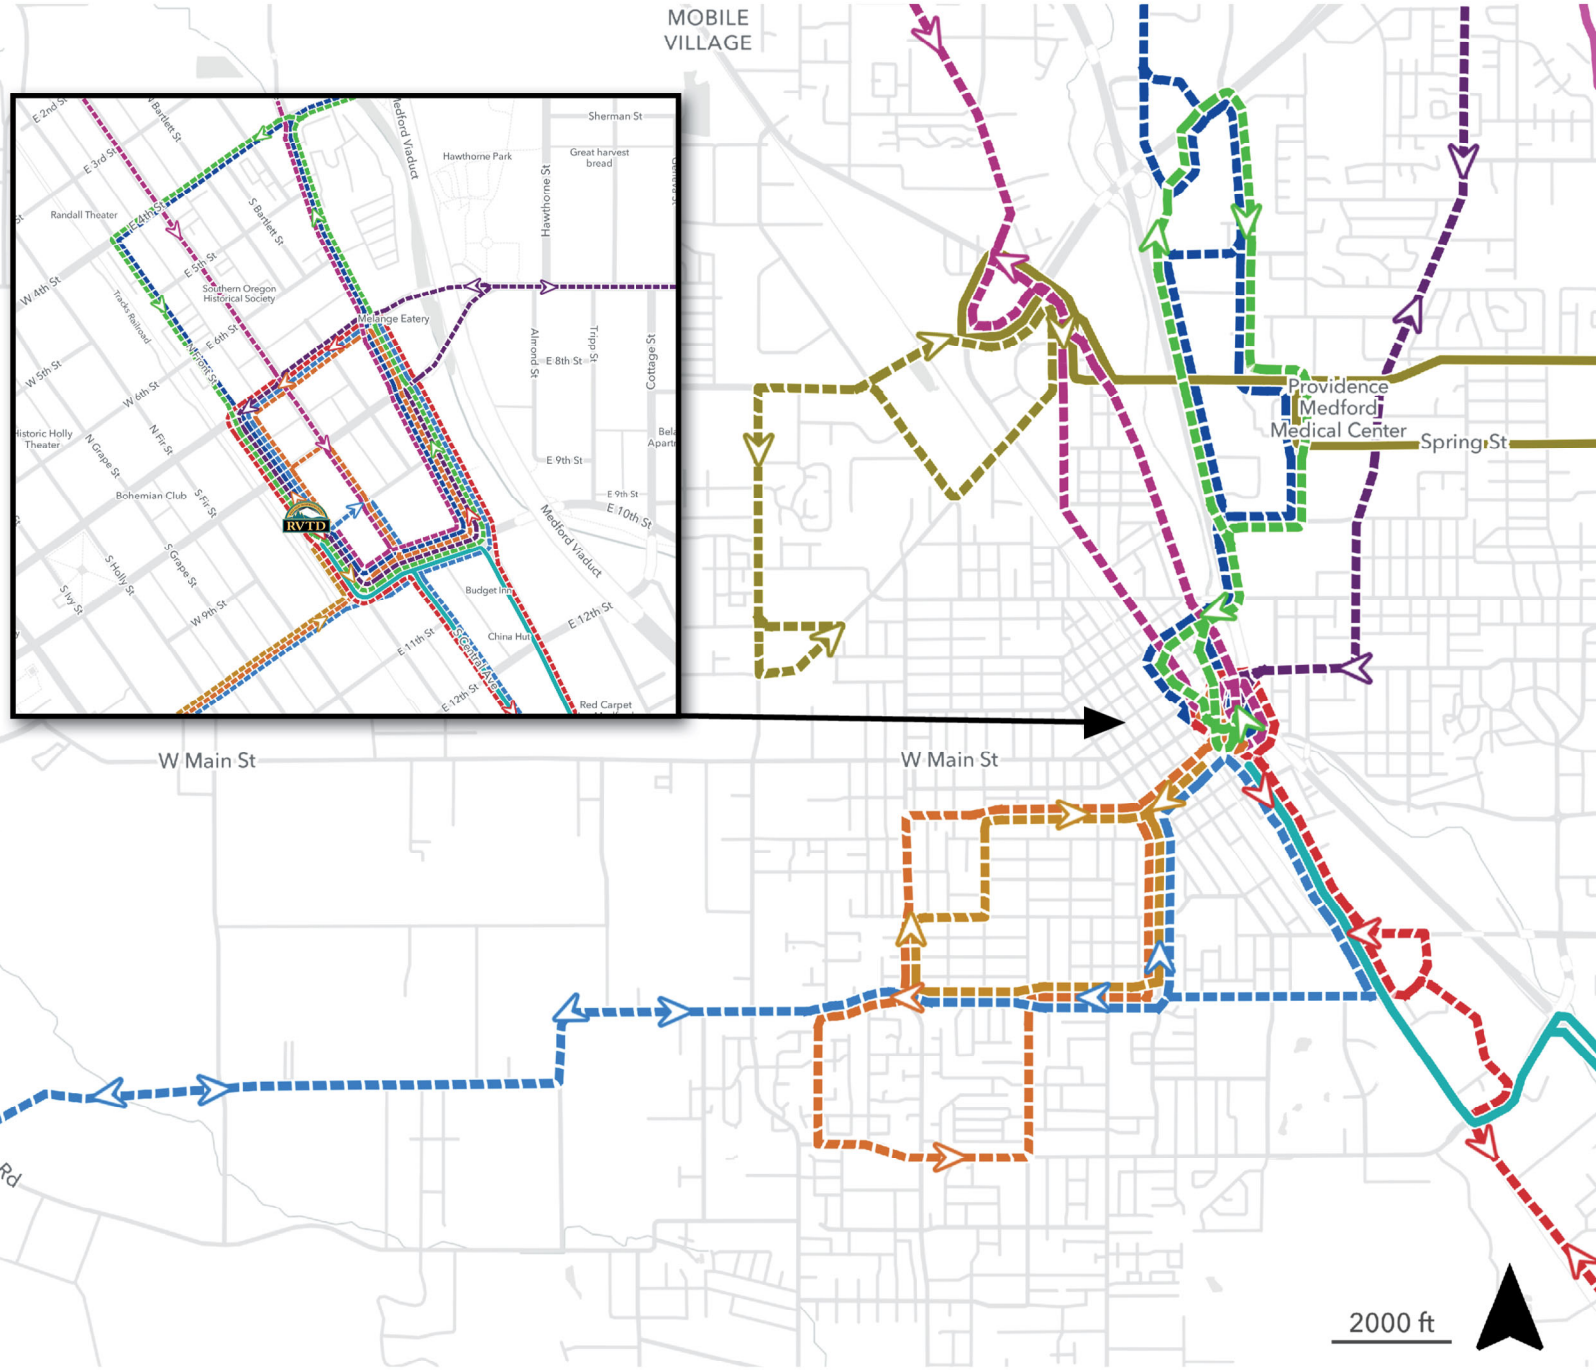 MOBILE
VILLAGE
E 2nd St
N Bartlett St
Medford Viaduct
Sherman St
Hawthorne Park
Great harvest
bread
E 3rd St
Hawthorne St
Randall Theater
E 4th St
S Bartlett St
E 5th St
W 4th St
Southern Oregon
Historical Society
Tracks Railroad
E 6th St
Melange Eatery
N Front St
Almond St
Tripp St
Cottage St
E 8th St
W 5th St
W 6th St
Historic Holly
Theater
N Grape St
N Fir St
E 9th St
Bohemian Club
S Fir St
E 9th St
E 10th St
RVTD
Medford Viaduct
S Holly St
S Grape St
S Ivy St
Budget Inn
W 9th St
E 11th St
China Hut
E 12th St
S Central Ave
E 12th St
Red Carpet
Providence
Medford
Medical Center
Spring St
W Main St
W Main St
Rd
2000 ft